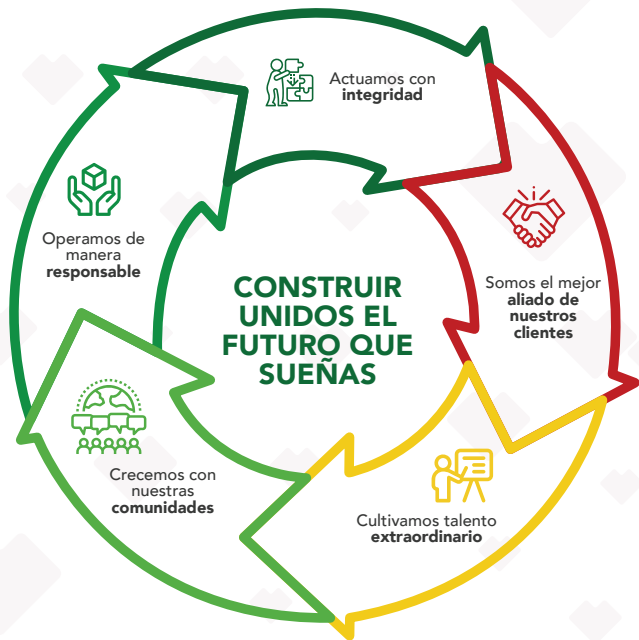 Actuamos con
integridad
Somos el mejor
aliado de
nuestros
clientes
Cultivamos talento
extraordinario
Crecemos con
nuestras
comunidades
Operamos de
manera
responsable
CONSTRUIR
UNIDOS EL
FUTURO QUE
SUEÑAS